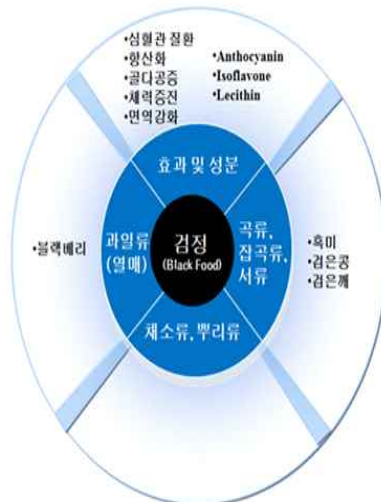 •심혈관 질환
•항산화
•골다공증
•체력증진
•면역강화
•Anthocyanin
•Isoflavone
•Lecithin
효과 및 성분
•블랙베리
과일류
(열매)
검정
(Black Food)
곡류,
잡곡류,
서류
•흑미
•검은콩
•검은깨
채소류, 뿌리류